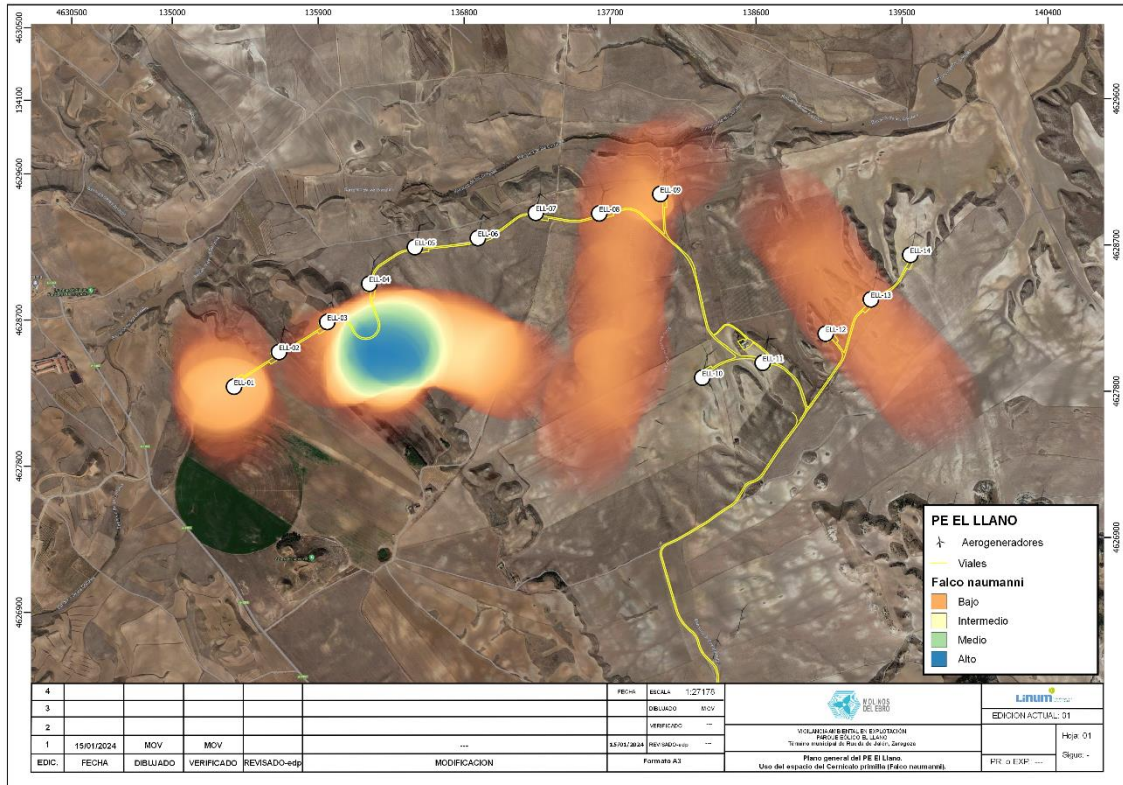 4630500 135000 135900 136800 137700 138600 139500 140400
4630500
134100
4629600
4628700
4627800
4626900
4629600
4628700
4627800
4626900
ELL-01
ELL-02
ELL-03
ELL-04
ELL-05
ELL-06
ELL-07
ELL-08
ELL-09
ELL-10
ELL-11
ELL-12
ELL-13
ELL-14
PE EL LLANO
Aerogeneradores
Viales
Falco naumanni
Bajo
Intermedio
Medio
Alto
4
3
2
1 15/01/2024 MOV MOV --- 15/01/2024
EDIC. FECHA DIBUJADO VERIFICADO REVISADO-edp MODIFICACION
FECHA ESCALA 1:27176
DIBUJADO MOV
VERIFICADO ---
REVISADO-edp ---
Formato A3
MOLINOS DEL EBRO
VIGILANCIA AMBIENTAL EN EXPLOTACIÓN
PARQUE EÓLICO EL LLANO
Término municipal de Rueda de Jalón, Zaragoza
Plano general del PE El Llano.
Uso del espacio del Cernícalo primilla (Falco naumanni).
Linum
EDICION ACTUAL: 01
PR. o EXP: ---
Hoja: 01
Sigue: -